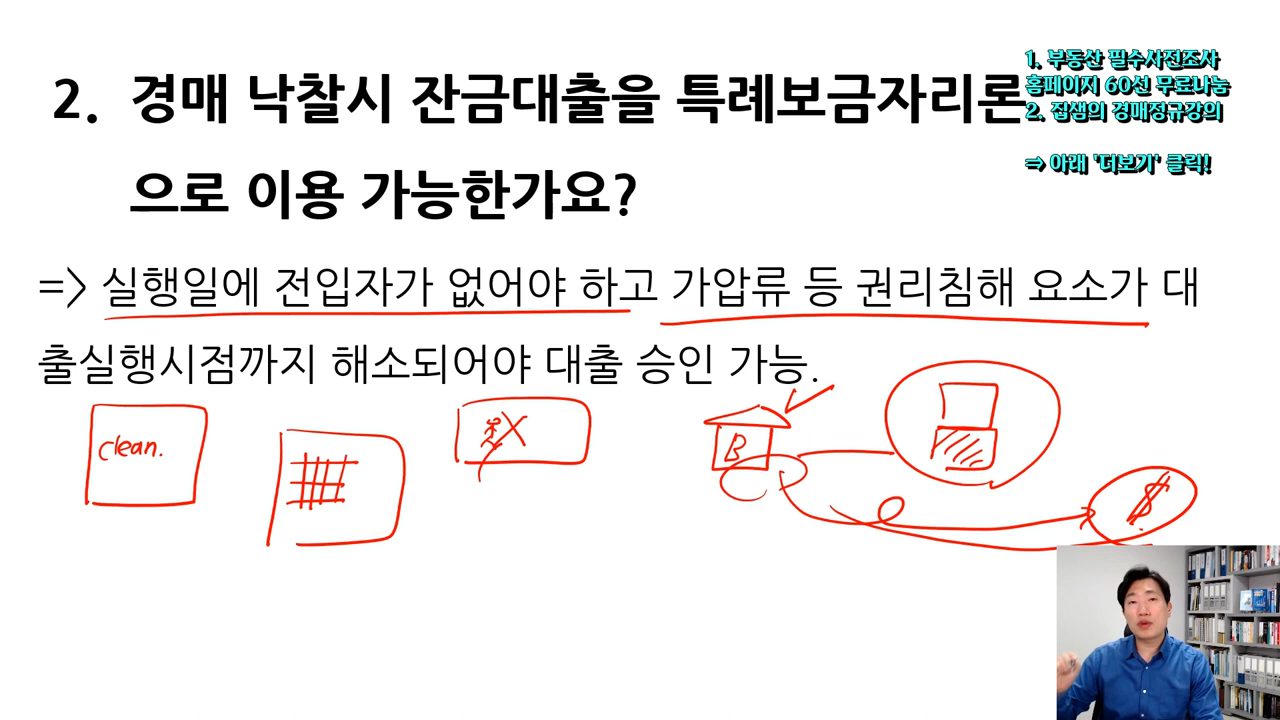 2. 경매 낙찰시 잔금대출을 특례보금자리론
으로 이용 가능한가요?
1. 부동산 필수사전조사
홈페이지 60선 무료나눔
2. 집샘의 경매정규강의
⇒ 아래 '더보기' 클릭!
=> 실행일에 전입자가 없어야 하고 가압류 등 권리침해 요소가 대
출실행시점까지 해소되어야 대출 승인 가능.
clean.
B
$